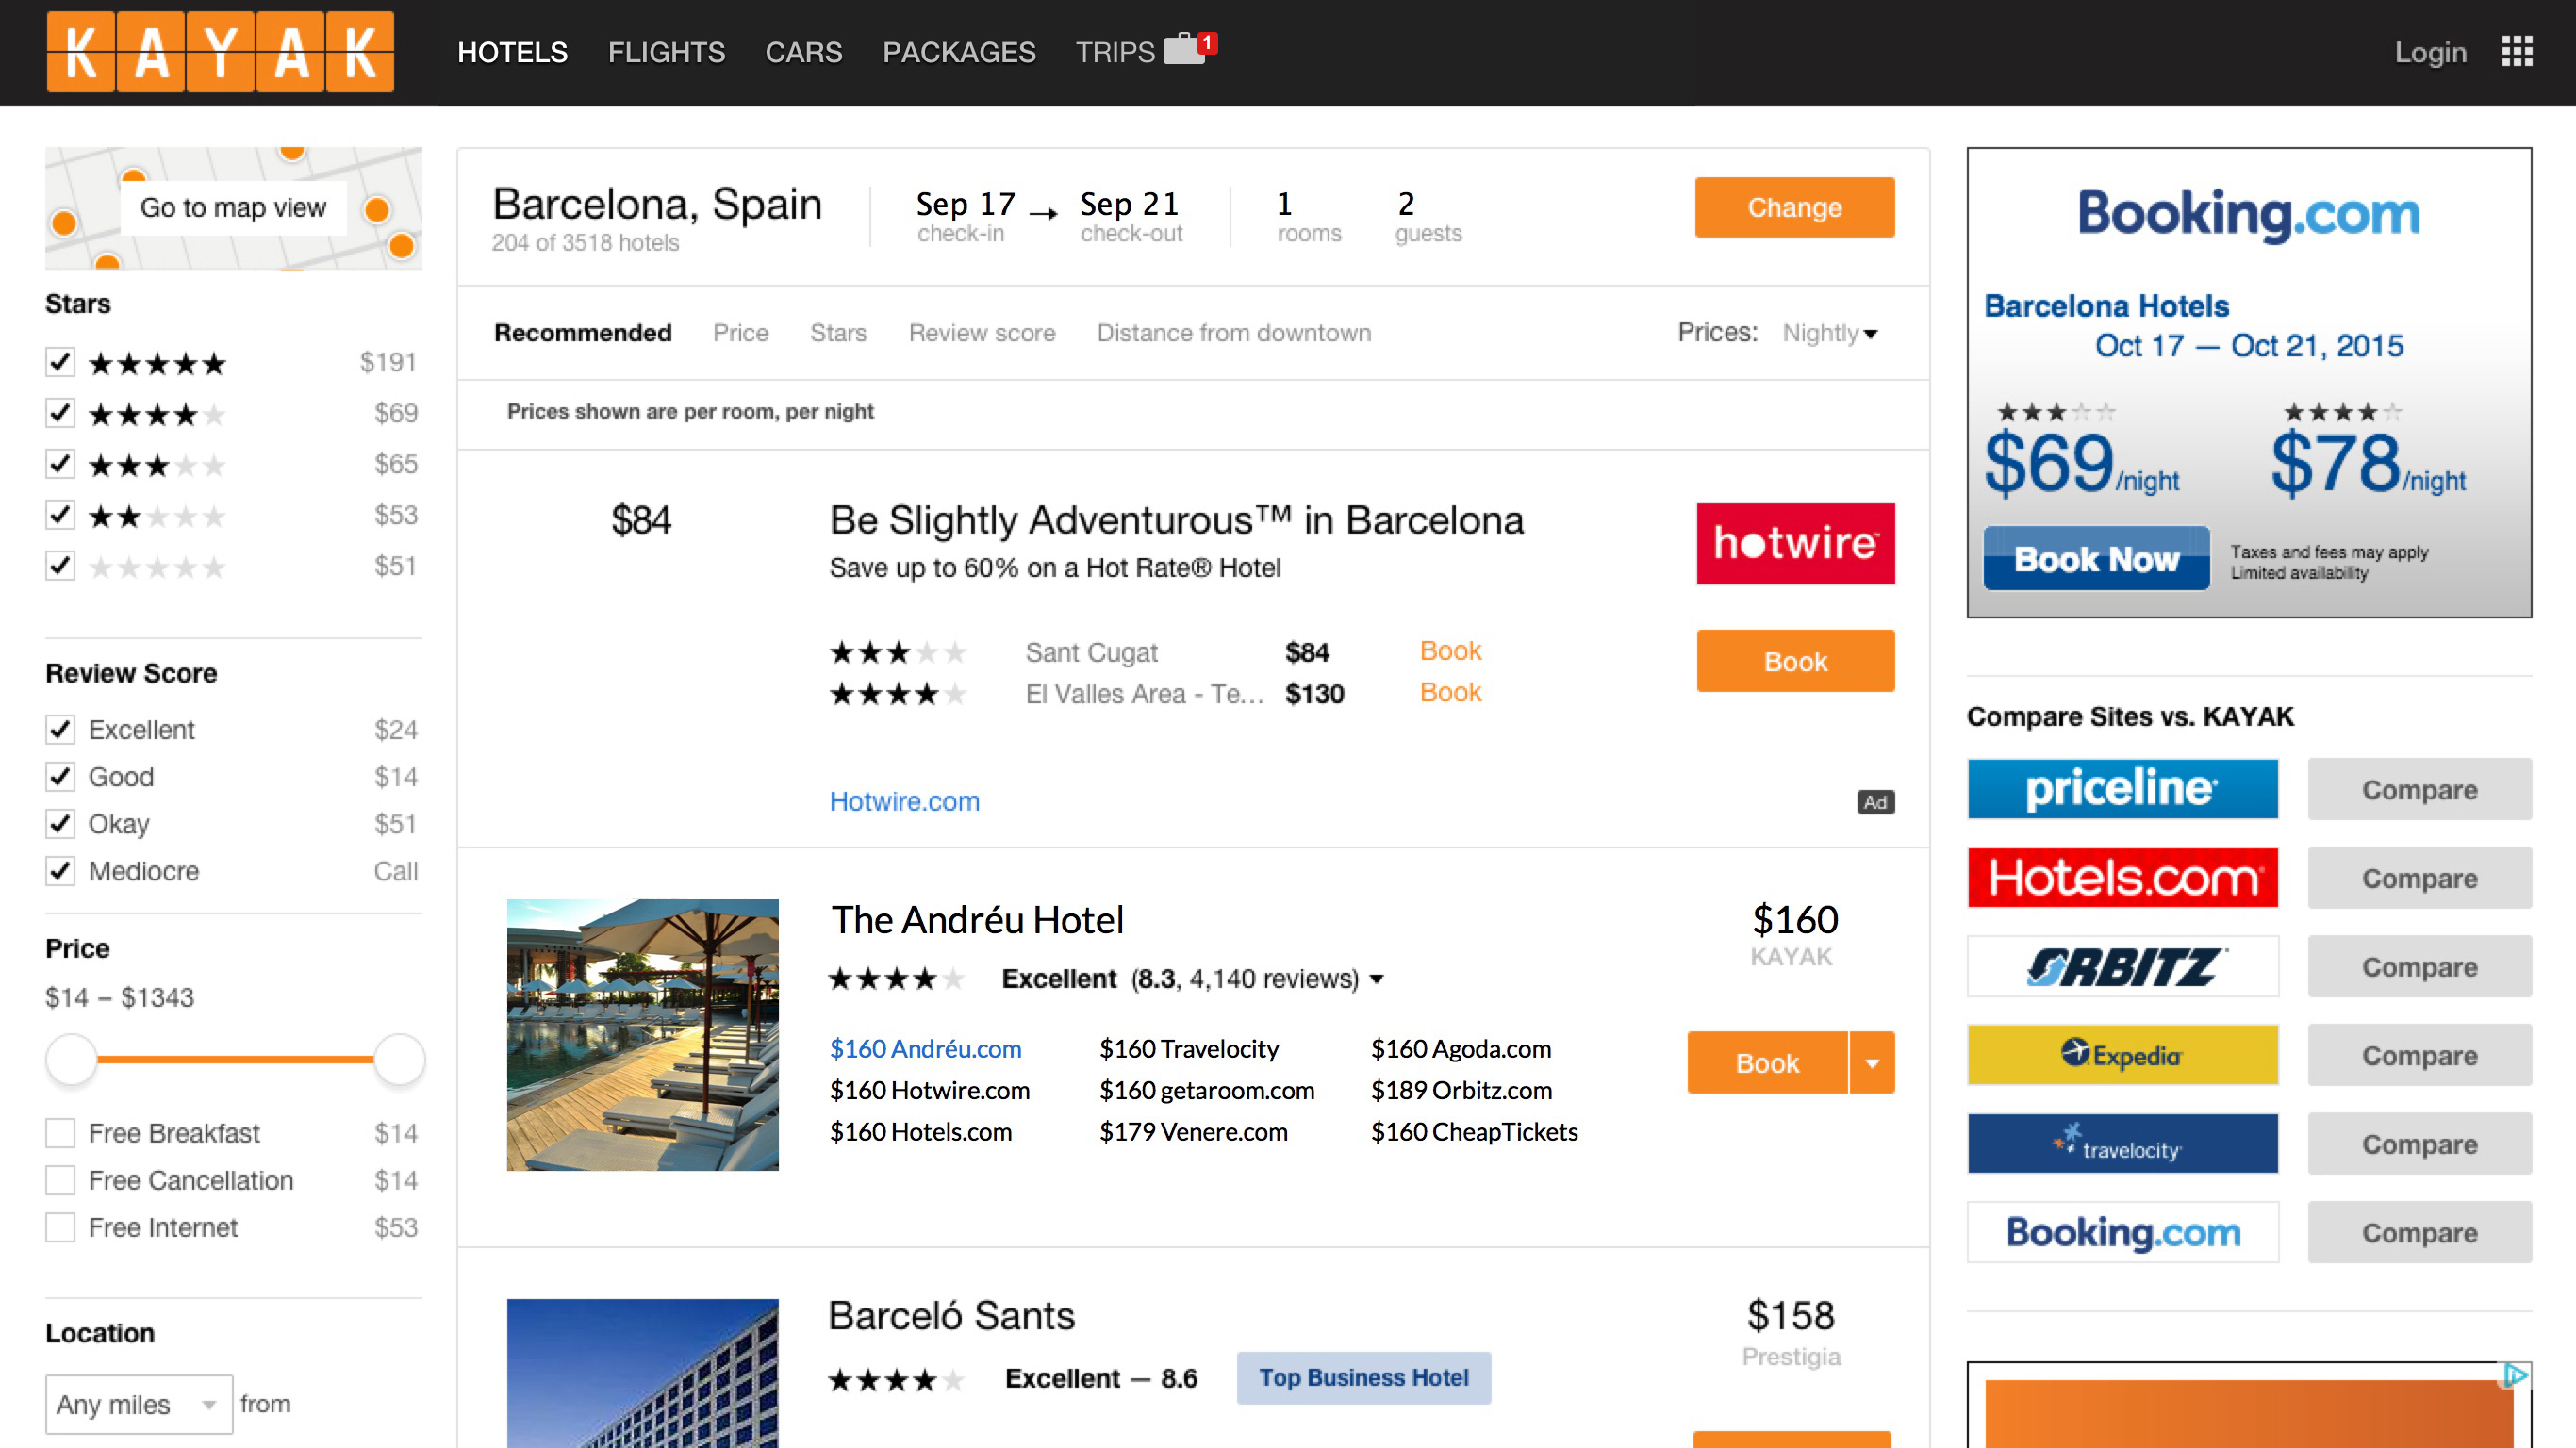 KAYAK
HOTELS FLIGHTS CARS PACKAGES TRIPS 1
Login
Go to map view
Stars
$191
$69
$65
$53
$51
Review Score
Excellent $24
Good $14
Okay $51
Mediocre Call
Price
$14 – $1343
Free Breakfast $14
Free Cancellation $14
Free Internet $53
Location
Any miles from
Barcelona, Spain
204 of 3518 hotels
Sep 17 → Sep 21
check-in check-out
1 2
rooms guests
Change
Recommended Price Stars Review score Distance from downtown Prices: Nightly
Prices shown are per room, per night
$84
Be Slightly Adventurous™ in Barcelona
Save up to 60% on a Hot Rate® Hotel
hotwire™
Sant Cugat $84 Book
El Valles Area - Te... $130 Book
Book
Hotwire.com
Ad
The Andréu Hotel
Excellent (8.3, 4,140 reviews)
$160
KAYAK
$160 Andréu.com $160 Travelocity $160 Agoda.com
$160 Hotwire.com $160 getaroom.com $189 Orbitz.com
$160 Hotels.com $179 Venere.com $160 CheapTickets
Book
Barceló Sants
Excellent — 8.6
Top Business Hotel
$158
Prestigia
Booking.com
Barcelona Hotels
Oct 17 — Oct 21, 2015
$69/night $78/night
Book Now
Taxes and fees may apply
Limited availability
Compare Sites vs. KAYAK
priceline Compare
Hotels.com Compare
ORBITZ Compare
Expedia Compare
travelocity Compare
Booking.com Compare